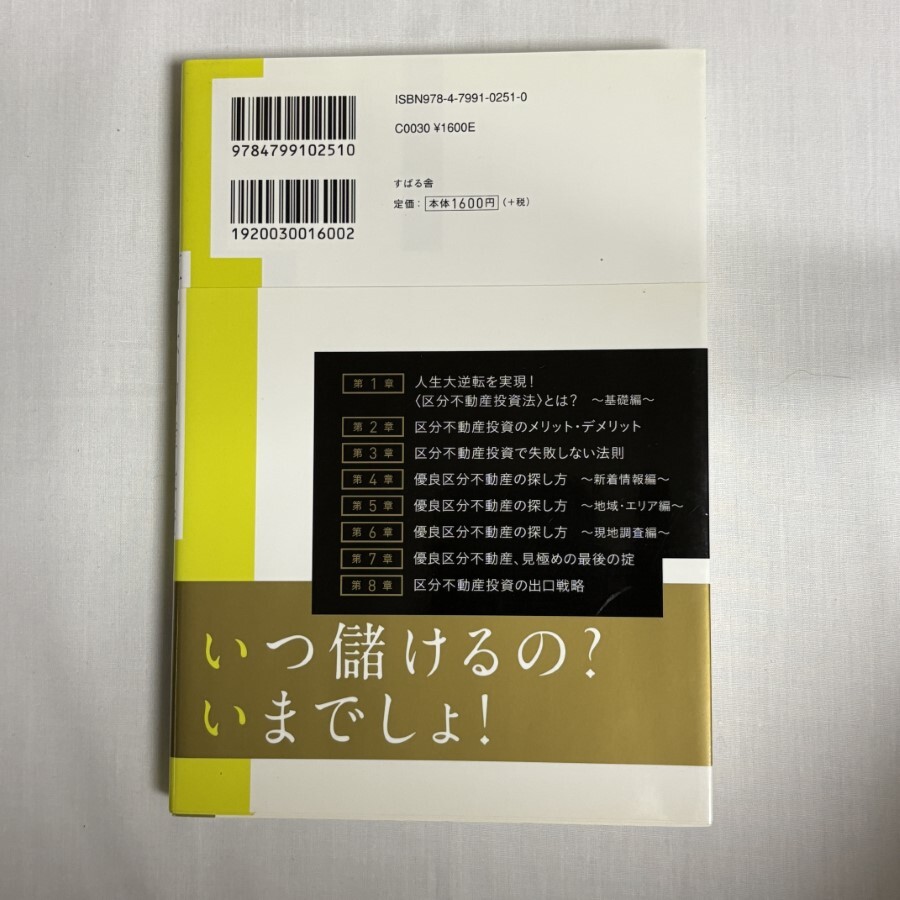 ISBN978-4-7991-0251-0
C0030 ¥1600E
9784799102510
1920030016002
すばる舎
定価：本体1600円（+税）
第1章 人生大逆転を実現！
〈区分不動産投資法〉とは？ 〜基礎編〜
第2章 区分不動産投資のメリット・デメリット
第3章 区分不動産投資で失敗しない法則
第4章 優良区分不動産の探し方 〜新着情報編〜
第5章 優良区分不動産の探し方 〜地域・エリア編〜
第6章 優良区分不動産の探し方 〜現地調査編〜
第7章 優良区分不動産、見極めの最後の掟
第8章 区分不動産投資の出口戦略
いつ儲けるの？
いまでしょ！